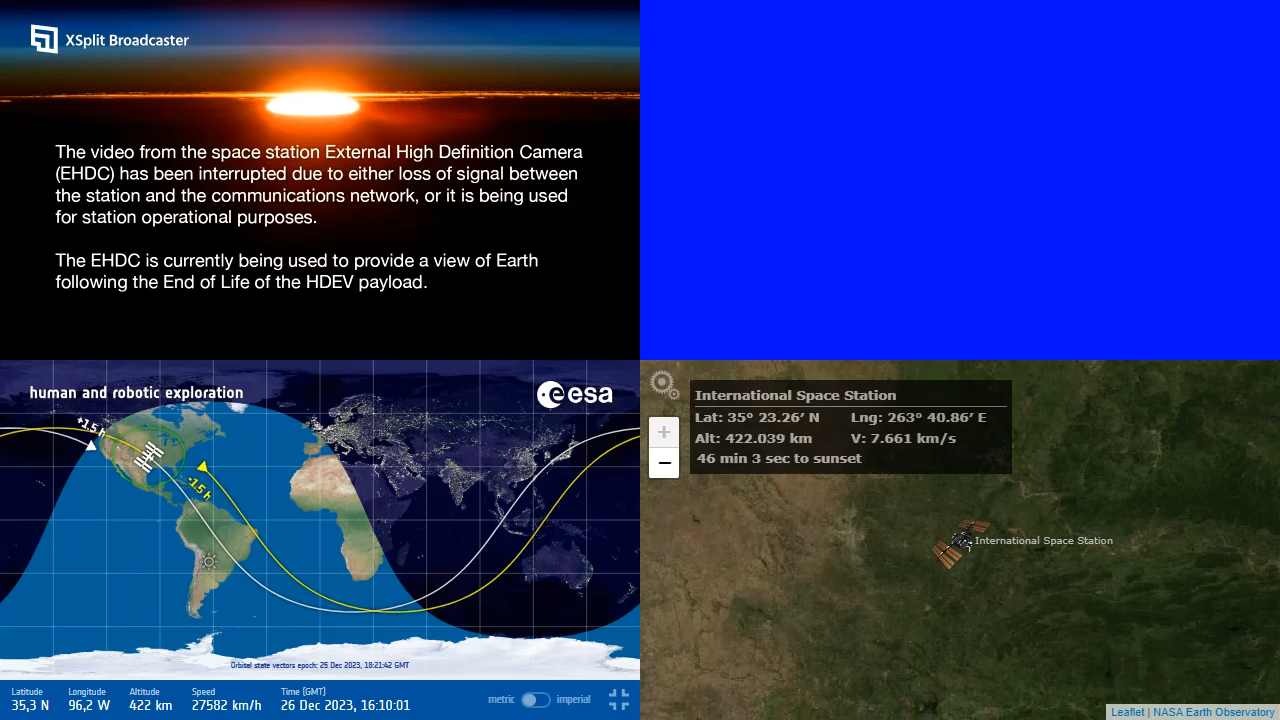 XSplit Broadcaster
The video from the space station External High Definition Camera
(EHDC) has been interrupted due to either loss of signal between
the station and the communications network, or it is being used
for station operational purposes.
The EHDC is currently being used to provide a view of Earth
following the End of Life of the HDEV payload.
human and robotic exploration
esa
+1.5 h
-1.5 h
Orbital state vectors epoch: 25 Dec 2023, 18:21:42 GMT
Latitude Longitude Altitude Speed Time (GMT)
35,3 N 96,2 W 422 km 27582 km/h 26 Dec 2023, 16:10:01
metric imperial
International Space Station
Lat: 35° 23.26′ N Lng: 263° 40.86′ E
Alt: 422.039 km V: 7.661 km/s
46 min 3 sec to sunset
+
−
International Space Station
Leaflet | NASA Earth Observatory